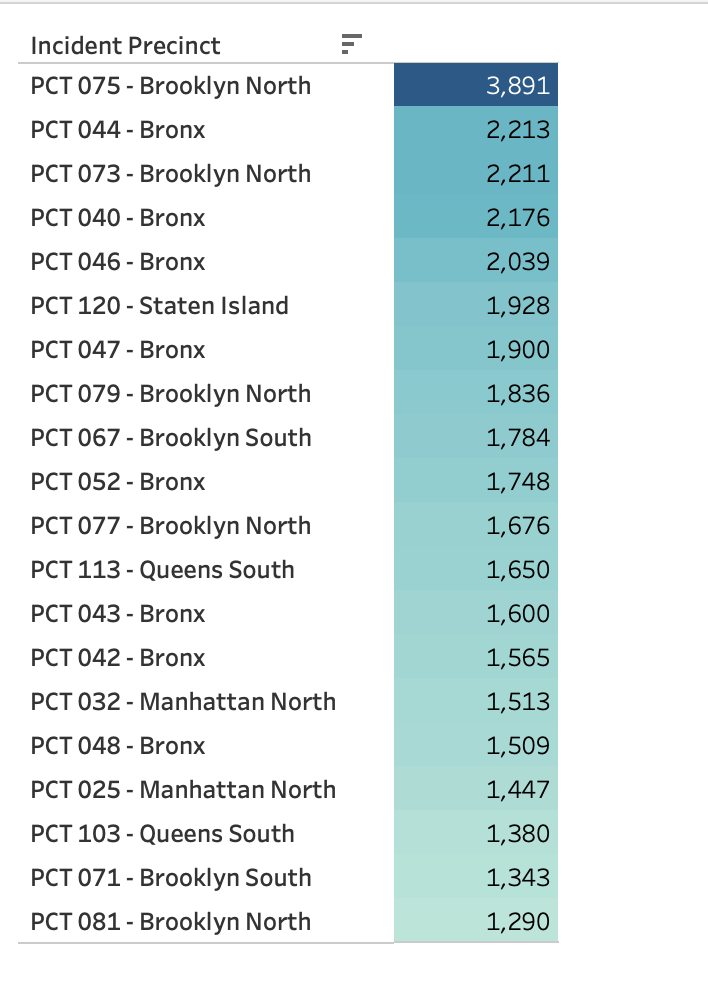 Incident Precinct
PCT 075 - Brooklyn North 3,891
PCT 044 - Bronx 2,213
PCT 073 - Brooklyn North 2,211
PCT 040 - Bronx 2,176
PCT 046 - Bronx 2,039
PCT 120 - Staten Island 1,928
PCT 047 - Bronx 1,900
PCT 079 - Brooklyn North 1,836
PCT 067 - Brooklyn South 1,784
PCT 052 - Bronx 1,748
PCT 077 - Brooklyn North 1,676
PCT 113 - Queens South 1,650
PCT 043 - Bronx 1,600
PCT 042 - Bronx 1,565
PCT 032 - Manhattan North 1,513
PCT 048 - Bronx 1,509
PCT 025 - Manhattan North 1,447
PCT 103 - Queens South 1,380
PCT 071 - Brooklyn South 1,343
PCT 081 - Brooklyn North 1,290